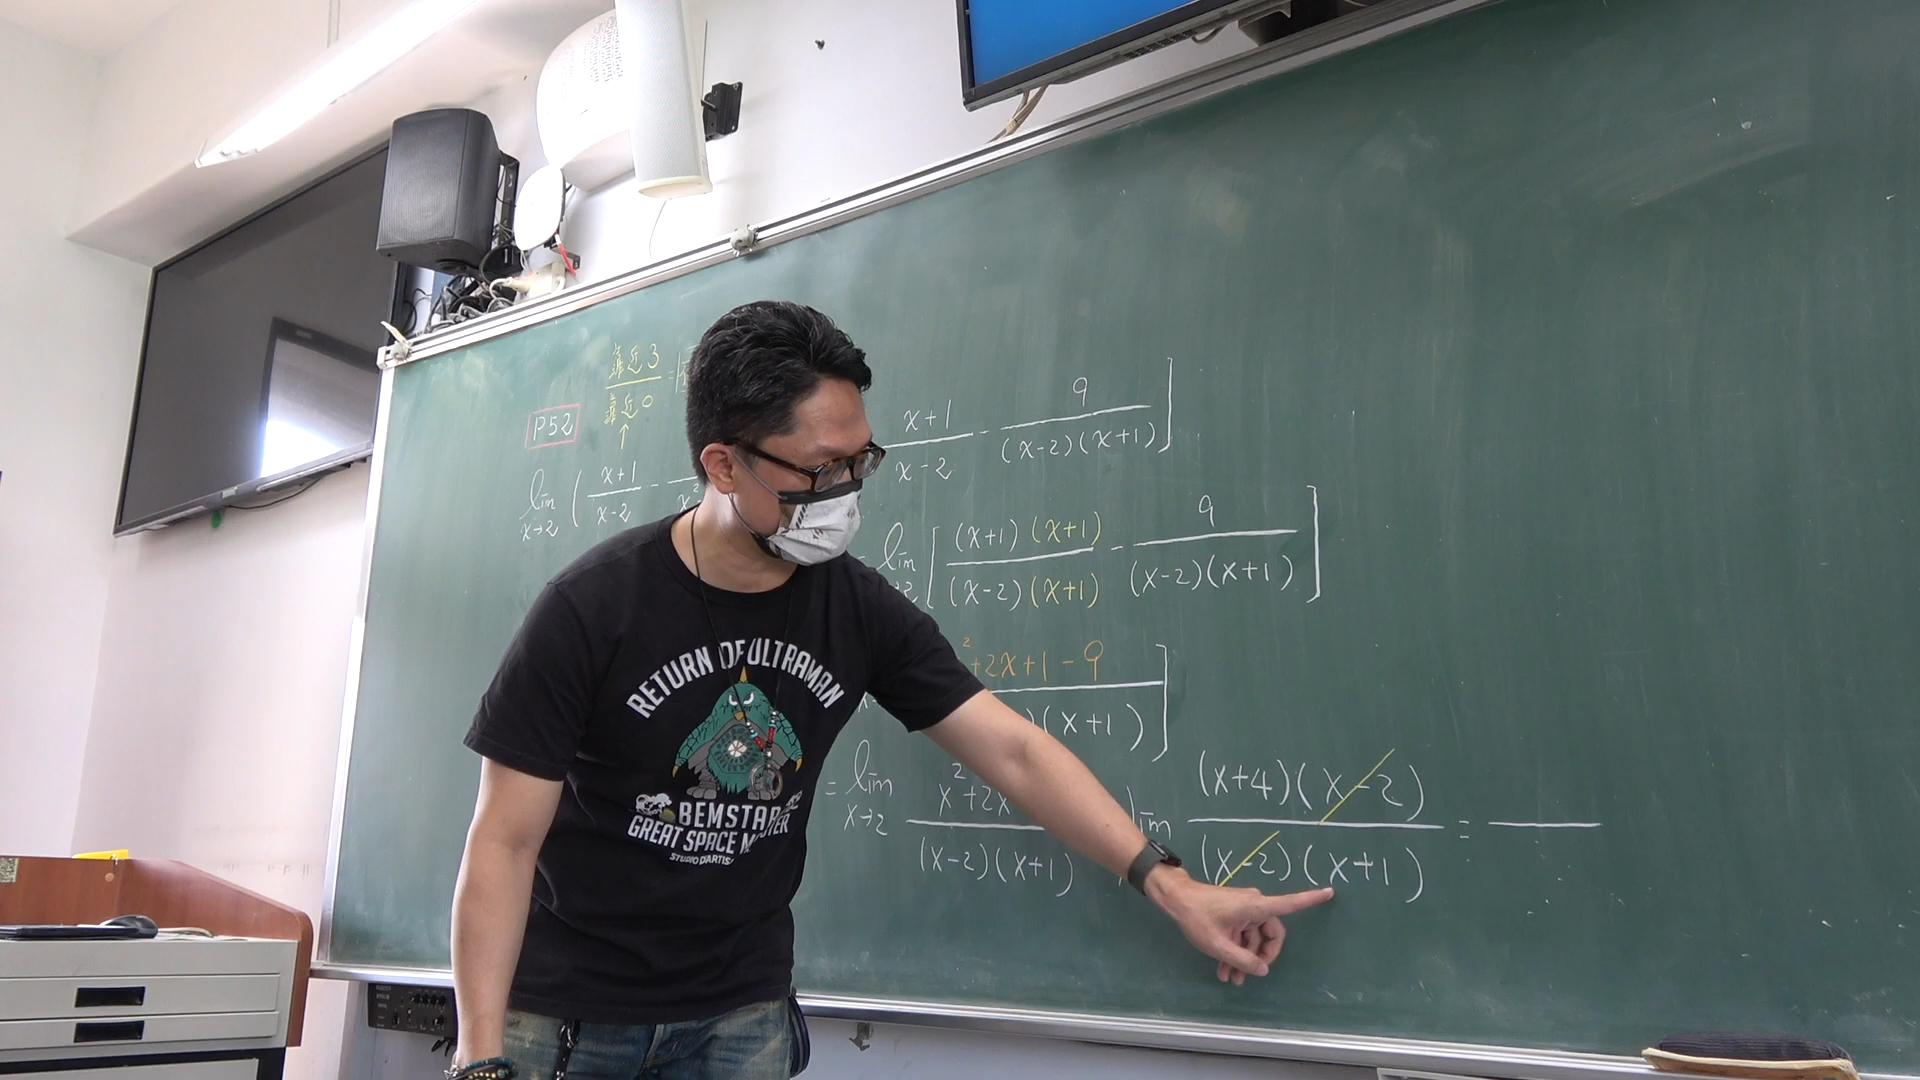 靠近3
靠近0
↑
P52
lim x→2 ( x+1 / x-2 -
x+1 / x-2 - 9 / (x-2)(x+1) ]
= lim [ (x+1)(x+1) / (x-2)(x+1) - 9 / (x-2)(x+1) ]
²+2x+1-9 / )(x+1) ]
= lim x→2 x²+2x / (x-2)(x+1)
lim (x+4)(x-2) / (x-2)(x+1) = ———
RETURN OF ULTRAMAN
BEMSTAR
GREAT SPACE
STUDIO D'ARTISAN